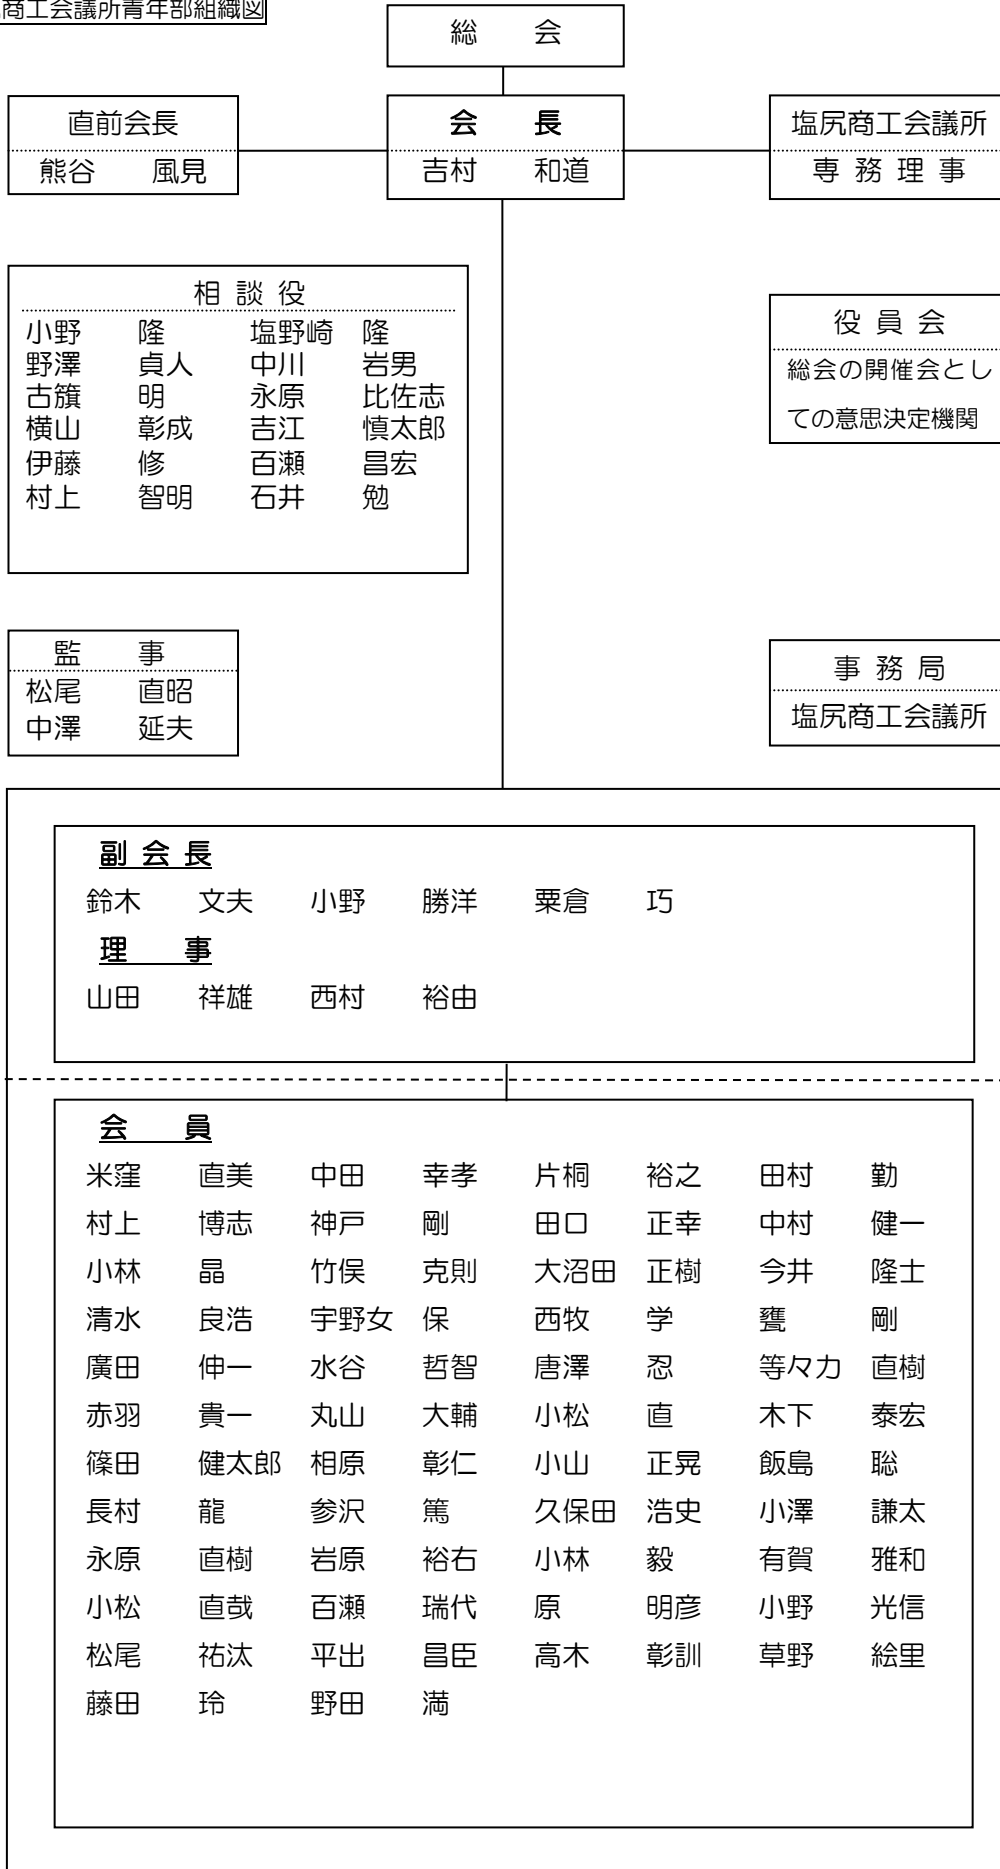 商工会議所青年部組織図
総　会
直前会長
熊谷　風見
会　長
吉村　和道
塩尻商工会議所
専務理事
相談役
小野　隆　塩野崎　隆
野澤　貞人　中川　岩男
古籏　明　永原　比佐志
横山　彰成　吉江　慎太郎
伊藤　修　百瀬　昌宏
村上　智明　石井　勉
役員会
総会の開催会とし
ての意思決定機関
監　事
松尾　直昭
中澤　延夫
事務局
塩尻商工会議所
副会長
鈴木　文夫　小野　勝洋　粟倉　巧
理　事
山田　祥雄　西村　裕由
会　員
米窪　直美　中田　幸孝　片桐　裕之　田村　勤
村上　博志　神戸　剛　田口　正幸　中村　健一
小林　晶　竹俣　克則　大沼田　正樹　今井　隆士
清水　良浩　宇野女　保　西牧　学　甕　剛
廣田　伸一　水谷　哲智　唐澤　忍　等々力　直樹
赤羽　貴一　丸山　大輔　小松　直　木下　泰宏
篠田　健太郎　相原　彰仁　小山　正晃　飯島　聡
長村　龍　参沢　篤　久保田　浩史　小澤　謙太
永原　直樹　岩原　裕右　小林　毅　有賀　雅和
小松　直哉　百瀬　瑞代　原　明彦　小野　光信
松尾　祐汰　平出　昌臣　高木　彰訓　草野　絵里
藤田　玲　野田　満